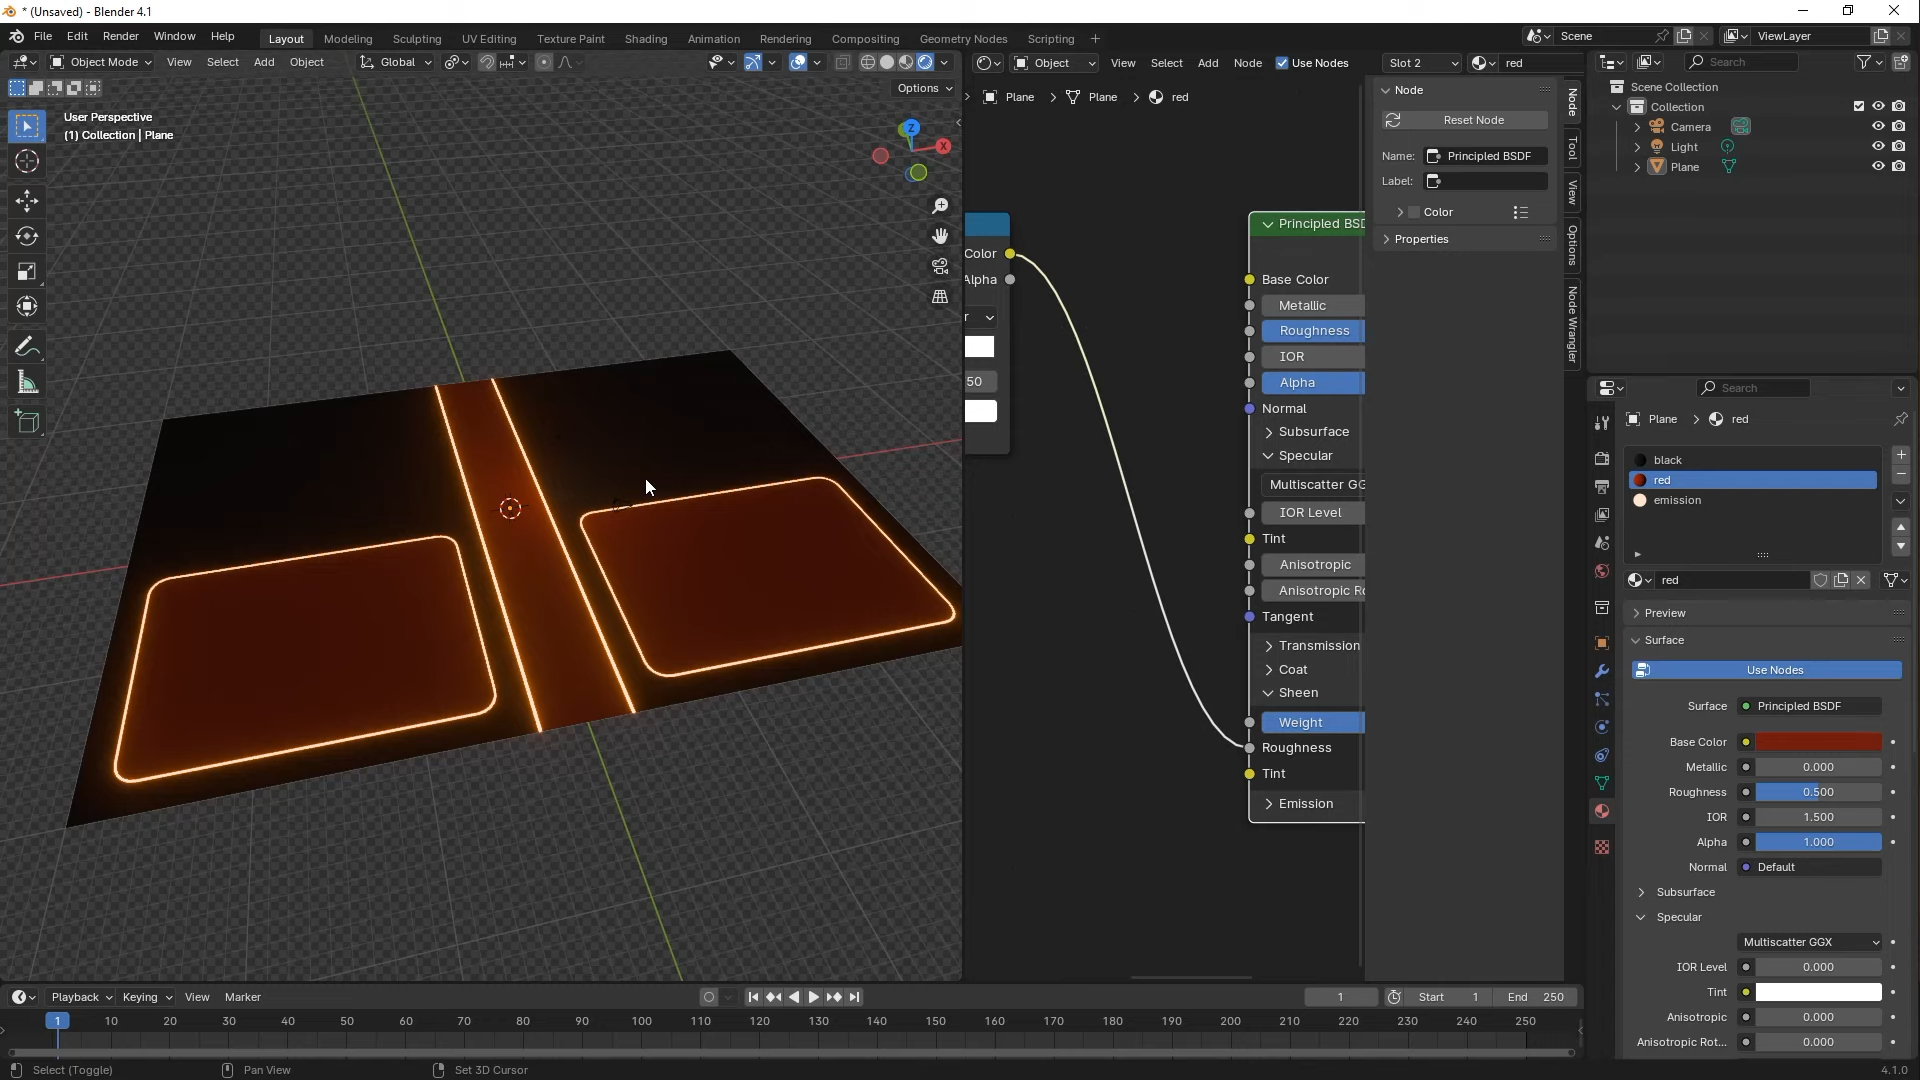 * (Unsaved) - Blender 4.1
File Edit Render Window Help
Layout Modeling Sculpting UV Editing Texture Paint Shading Animation Rendering Compositing Geometry Nodes Scripting +
Scene ViewLayer
Object Mode View Select Add Object Global
Object View Select Add Node Use Nodes Slot 2 red
Search
Options
User Perspective
(1) Collection | Plane
Z
X
Plane > Plane > red
Color
Alpha
50
Principled BSD
Base Color
Metallic
Roughness
IOR
Alpha
Normal
Subsurface
Specular
Multiscatter GG
IOR Level
Tint
Anisotropic
Anisotropic Ro
Tangent
Transmission
Coat
Sheen
Weight
Roughness
Tint
Emission
Node
Reset Node
Name: Principled BSDF
Label:
Color
Properties
Node
Tool
View
Options
Node Wrangler
Scene Collection
Collection
Camera
Light
Plane
Search
Plane > red
black
red
emission
red
Preview
Surface
Use Nodes
Surface Principled BSDF
Base Color
Metallic 0.000
Roughness 0.500
IOR 1.500
Alpha 1.000
Normal Default
Subsurface
Specular
Multiscatter GGX
IOR Level 0.000
Tint
Anisotropic 0.000
Anisotropic Rot... 0.000
Playback Keying View Marker
1 Start 1 End 250
1 10 20 30 40 50 60 70 80 90 100 110 120 130 140 150 160 170 180 190 200 210 220 230 240 250
Select (Toggle) Pan View Set 3D Cursor 4.1.0